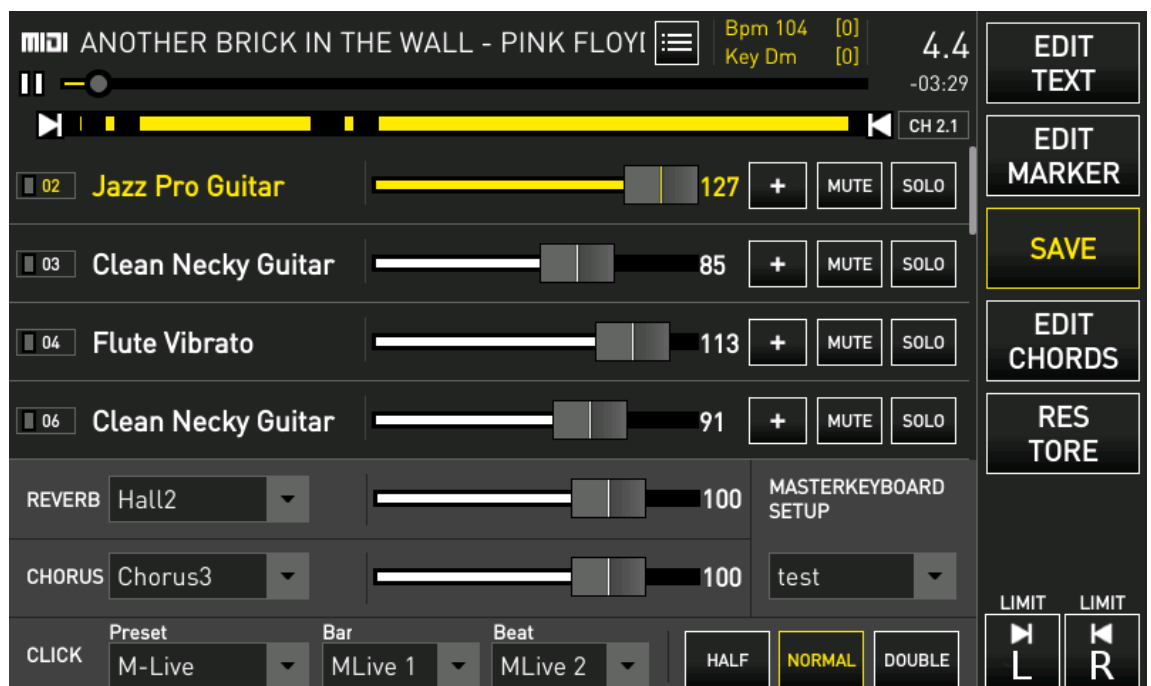 MIDI ANOTHER BRICK IN THE WALL - PINK FLOY
Bpm 104 [0]
Key Dm [0]
4.4
-03:29
CH 2.1
02 Jazz Pro Guitar 127 + MUTE SOLO
03 Clean Necky Guitar 85 + MUTE SOLO
04 Flute Vibrato 113 + MUTE SOLO
06 Clean Necky Guitar 91 + MUTE SOLO
REVERB Hall2 100
MASTERKEYBOARD
SETUP
CHORUS Chorus3 100
test
Preset Bar Beat
CLICK M-Live MLive 1 MLive 2 HALF NORMAL DOUBLE
EDIT
TEXT
EDIT
MARKER
SAVE
EDIT
CHORDS
RES
TORE
LIMIT LIMIT
L R